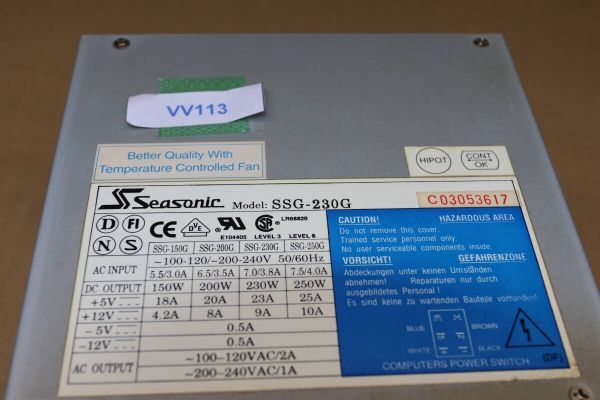 VV113
Better Quality With
Temperature Controlled Fan
HIPOT
CONT
OK
Seasonic Model: SSG-230G
C03053617
D FI CE VDE UL LR68820
N S E104405 LEVEL 3 LEVEL 6
SSG-150G SSG-200G SSG-230G SSG-250G
AC INPUT ~100-120/~200-240V 50/60Hz
5.5/3.0A 6.5/3.5A 7.0/3.8A 7.5/4.0A
DC OUTPUT 150W 200W 230W 250W
+5V 18A 20A 23A 25A
+12V 4.2A 8A 9A 10A
-5V 0.5A
-12V 0.5A
AC OUTPUT ~100-120VAC/2A
~200-240VAC/1A
CAUTION! HAZARDOUS AREA
Do not remove this cover.
Trained service personnel only.
No user serviceable components inside.
VORSICHT! GEFAHRENZONE
Abdeckungen unter keinen Umständen
abnehmen! Reparaturen nur durch
ausgebildetes Personal!
Es sind keine zu wartenden Bauteile vorhanden!
BLUE BROWN
WHITE BLACK
COMPUTERS POWER SWITCH (DF)